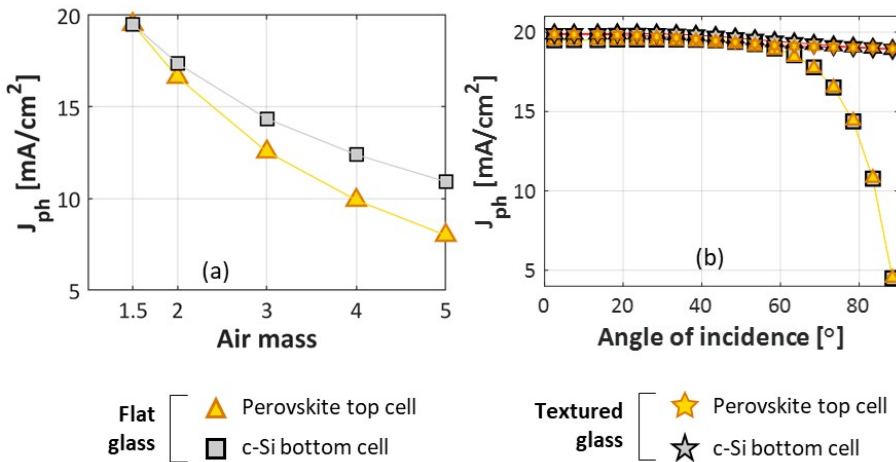 20
15
10
5
J_ph [mA/cm²]
(a)
1.5 2 3 4 5
Air mass
20
15
10
5
J_ph [mA/cm²]
(b)
0 20 40 60 80
Angle of incidence [°]
Flat glass
Perovskite top cell
c-Si bottom cell
Textured glass
Perovskite top cell
c-Si bottom cell